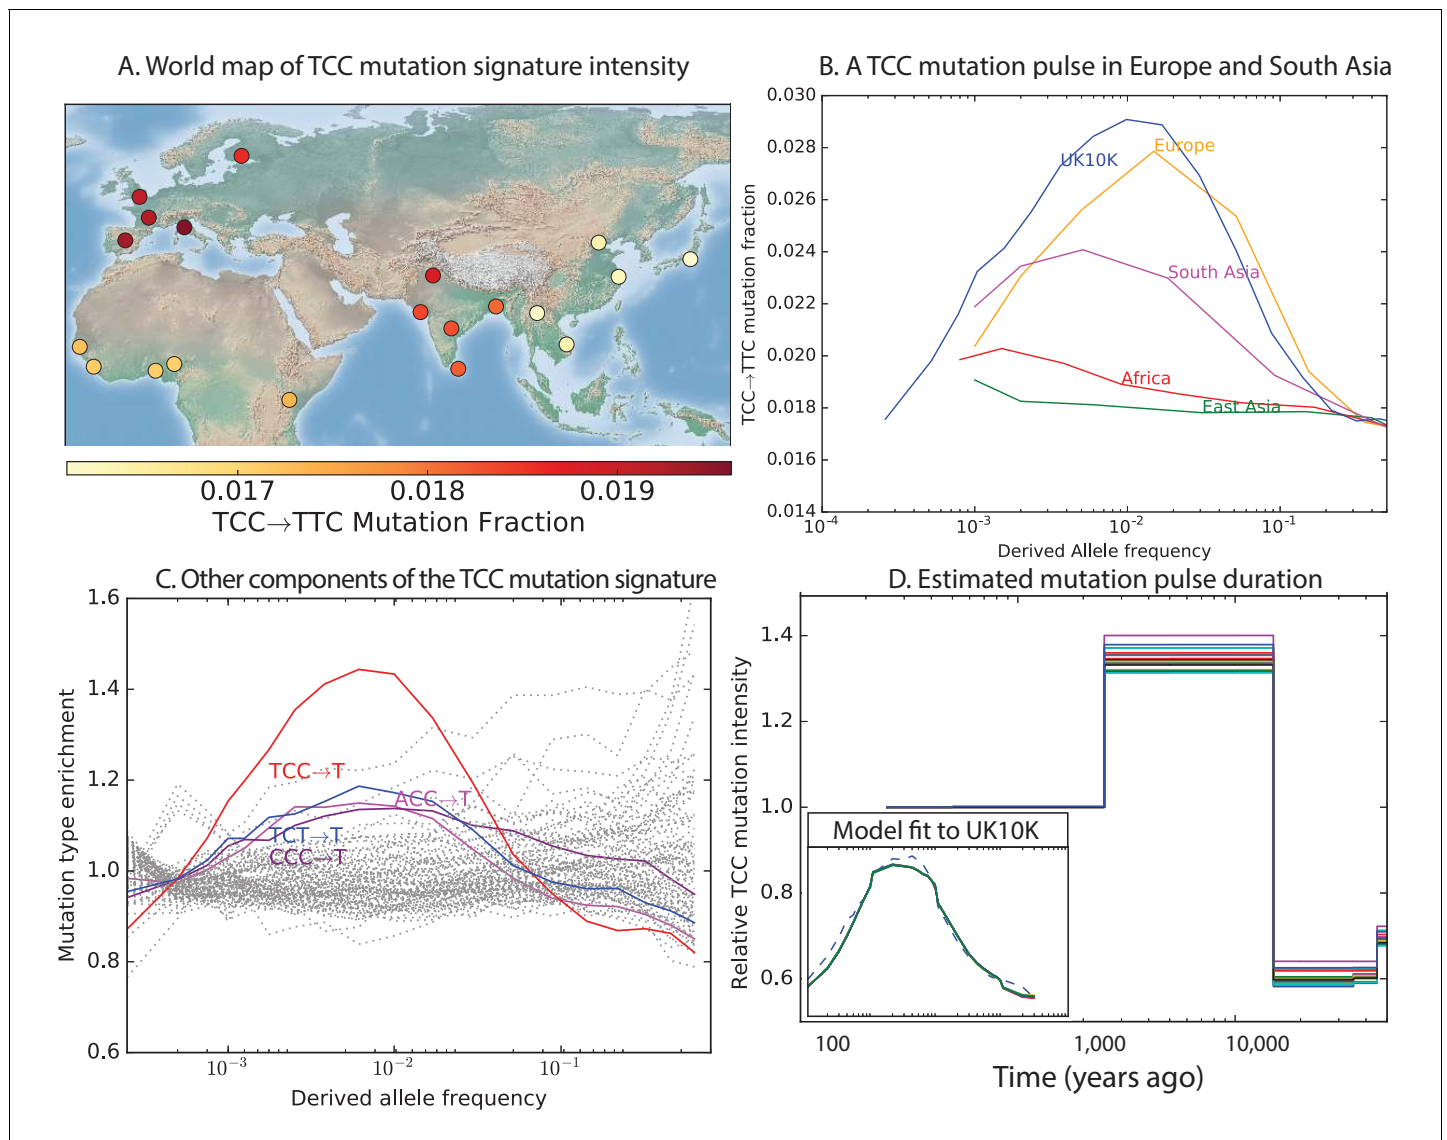 A. World map of TCC mutation signature intensity
0.017 0.018 0.019
TCC→TTC Mutation Fraction
B. A TCC mutation pulse in Europe and South Asia
0.030
0.028
0.026
0.024
0.022
0.020
0.018
0.016
0.014
TCC→TTC mutation fraction
UK10K
Europe
South Asia
Africa
East Asia
10-4 10-3 10-2 10-1
Derived Allele frequency
C. Other components of the TCC mutation signature
1.6
1.4
1.2
1.0
0.8
0.6
Mutation type enrichment
TCC→T
ACC→T
TCT→T
CCC→T
10−3 10−2 10−1
Derived allele frequency
D. Estimated mutation pulse duration
1.4
1.2
1.0
0.8
0.6
Relative TCC mutation intensity
Model fit to UK10K
100 1,000 10,000
Time (years ago)